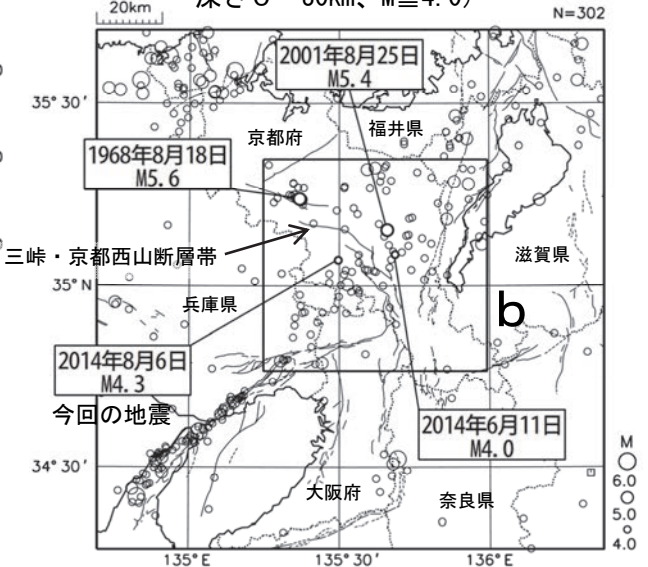 20km
深さ0～30km、M≧4.0)
N=302
2001年8月25日
M5.4
35°30′
京都府
福井県
1968年8月18日
M5.6
三峠・京都西山断層帯
滋賀県
35°N
兵庫県
b
2014年8月6日
M4.3
今回の地震
2014年6月11日
M4.0
34°30′
大阪府
奈良県
M
6.0
5.0
4.0
135°E
135°30′
136°E